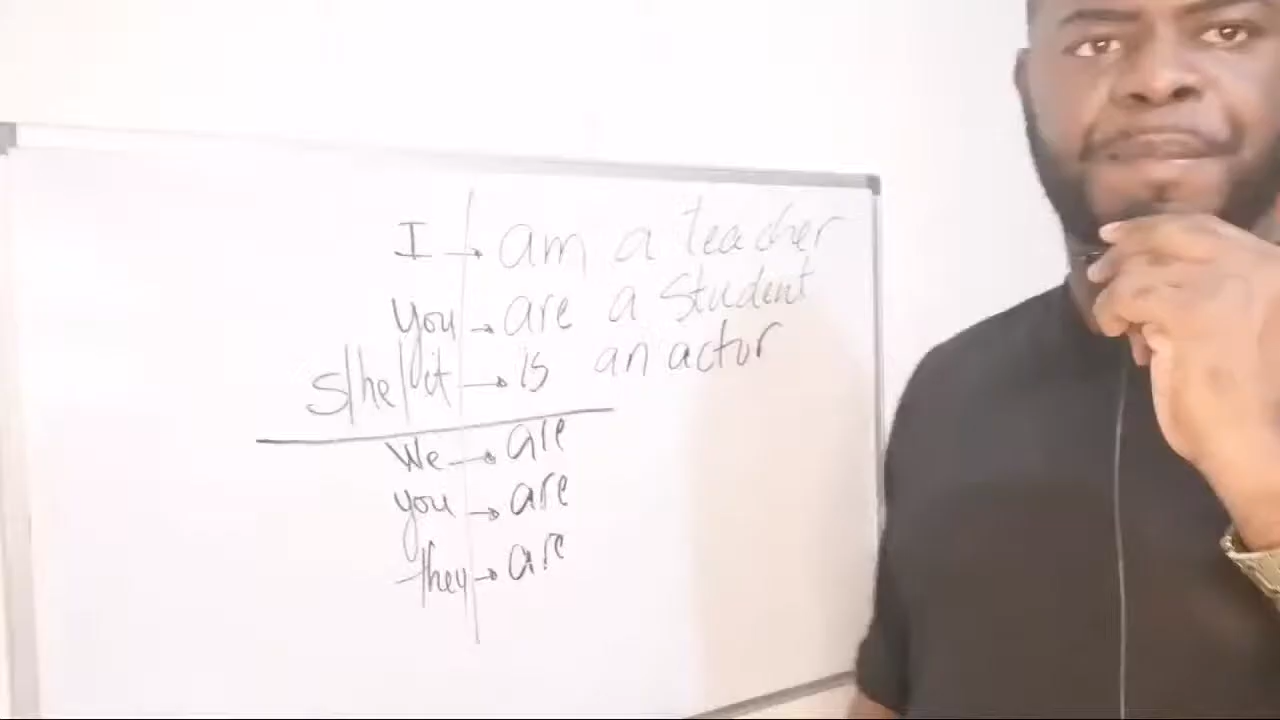 I → am a teacher
you → are a student
s/he/it → is an actor
We → are
you → are
they → are